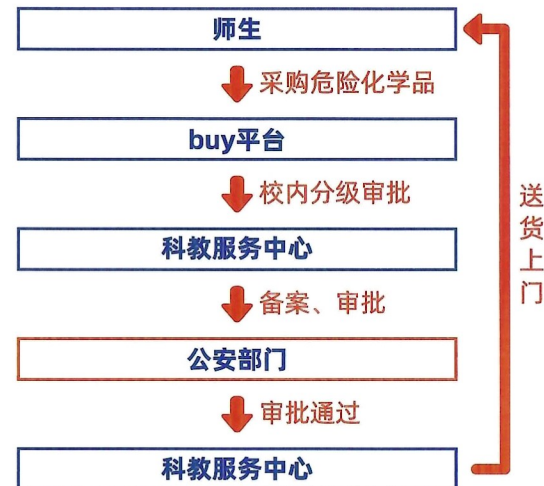 师生
采购危险化学品
buy平台
校内分级审批
科教服务中心
备案、审批
公安部门
审批通过
科教服务中心
送货上门